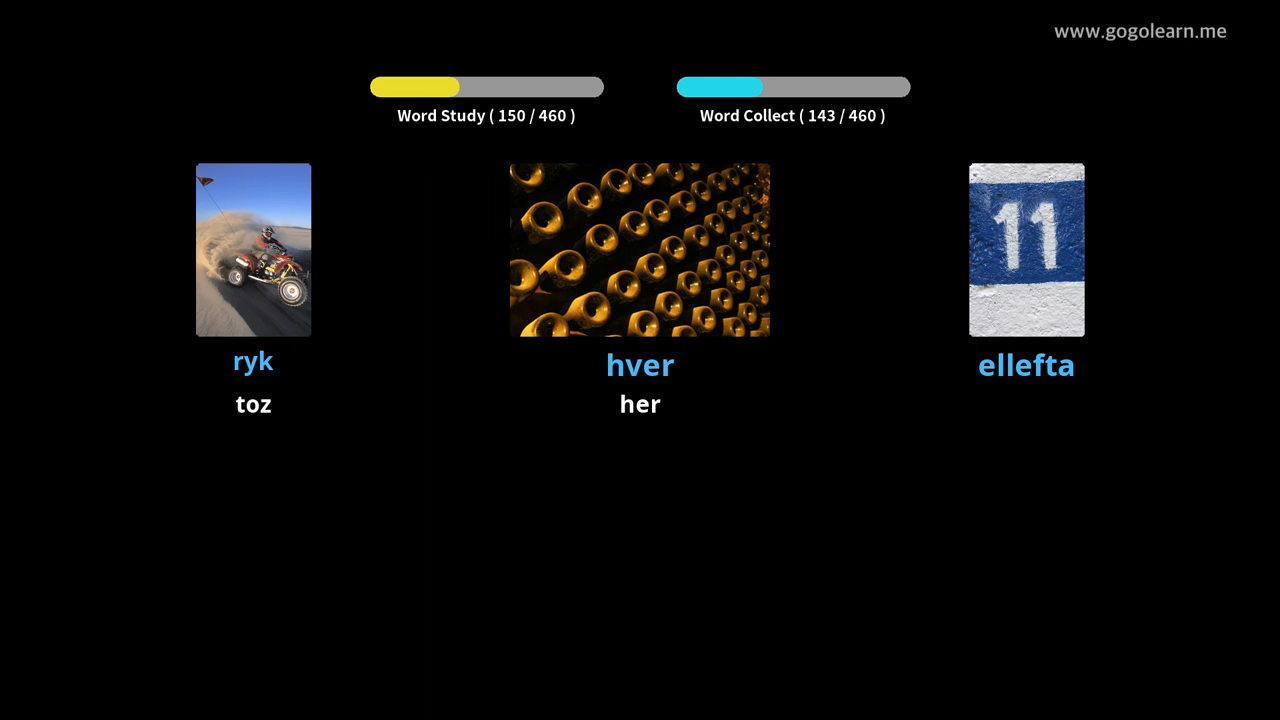 www.gogolearn.me
Word Study ( 150 / 460 )
Word Collect ( 143 / 460 )
11
ryk
hver
ellefta
toz
her